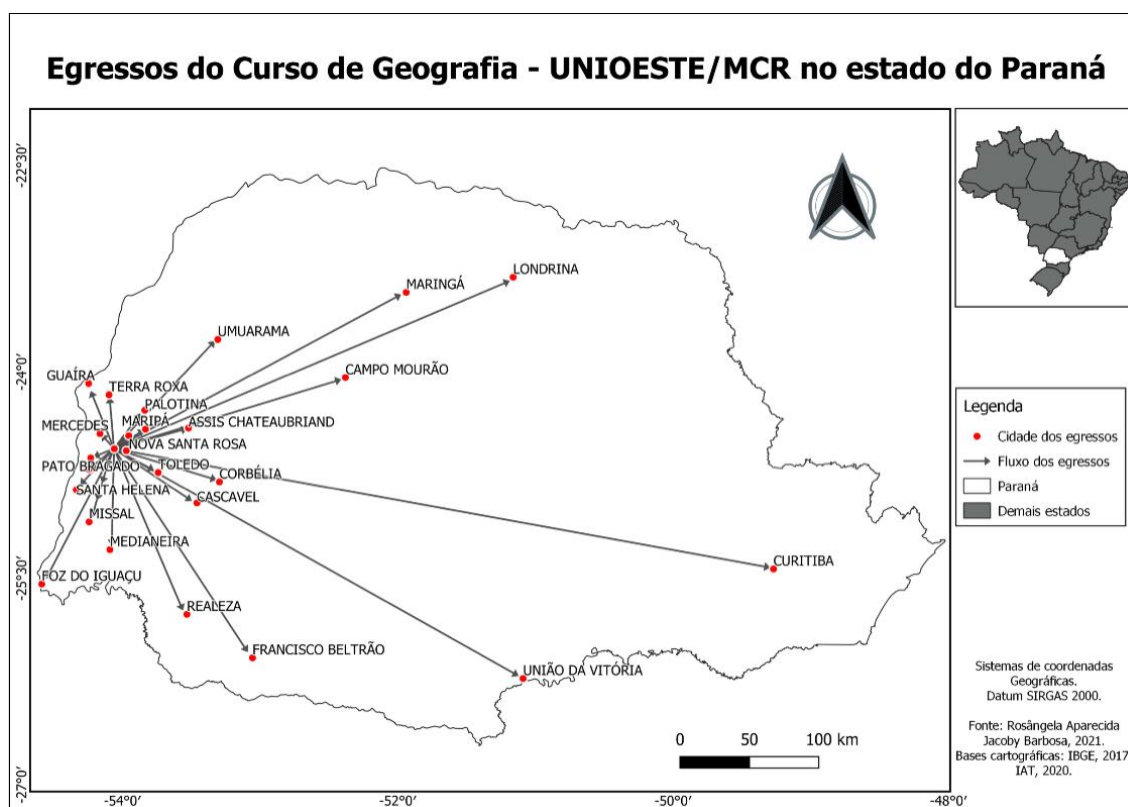 Egressos do Curso de Geografia - UNIOESTE/MCR no estado do Paraná
-22°30'
-24°0'
-25°30'
-27°0'
LONDRINA
MARINGÁ
UMUARAMA
CAMPO MOURÃO
GUAÍRA
TERRA ROXA
PALOTINA
MERCEDES
MARIPÁ
ASSIS CHATEAUBRIAND
NOVA SANTA ROSA
PATO BRAGADO
TOLEDO
CORBÉLIA
SANTA HELENA
CASCAVEL
MISSAL
MEDIANEIRA
FOZ DO IGUAÇU
CURITIBA
REALEZA
FRANCISCO BELTRÃO
UNIÃO DA VITÓRIA
0 50 100 km
-54°0'
-52°0'
-50°0'
-48°0'
Legenda
Cidade dos egressos
Fluxo dos egressos
Paraná
Demais estados
Sistemas de coordenadas
Geográficas.
Datum SIRGAS 2000.
Fonte: Rosângela Aparecida
Jacoby Barbosa, 2021.
Bases cartográficas: IBGE, 2017
IAT, 2020.